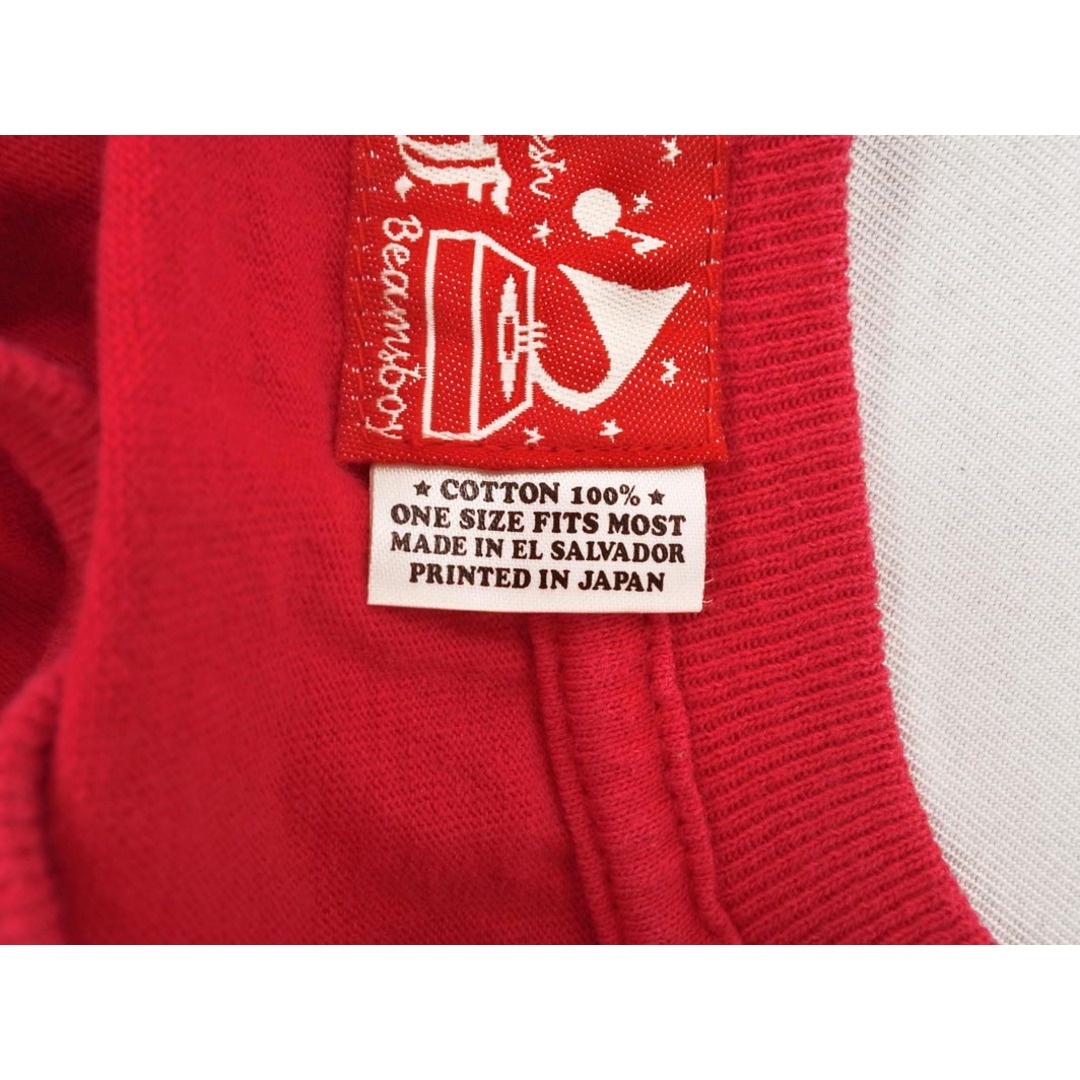 Beamsboy
★ COTTON 100% ★
ONE SIZE FITS MOST
MADE IN EL SALVADOR
PRINTED IN JAPAN